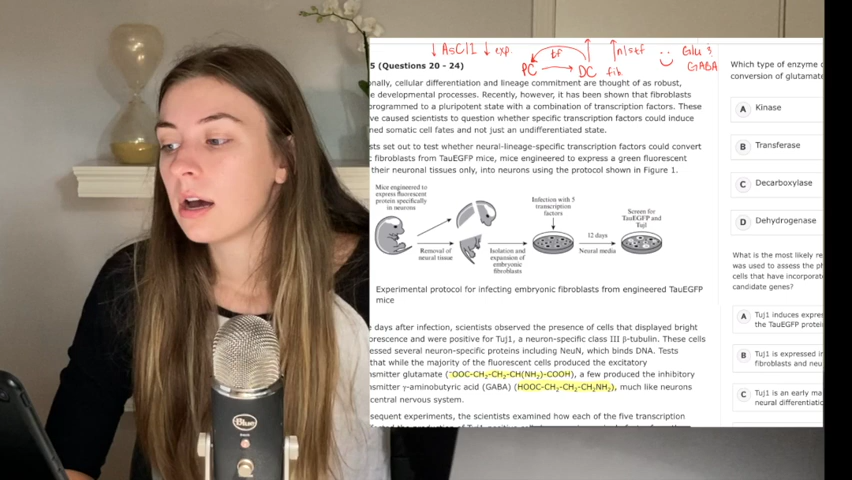 ↓ AsCl1 ↓ exp.
tf
PC → DC
fib
↑ n1stf
Glu &
GABA
5 (Questions 20 - 24)
onally, cellular differentiation and lineage commitment are thought of as robust,
e developmental processes. Recently, however, it has been shown that fibroblasts
programmed to a pluripotent state with a combination of transcription factors. These
ve caused scientists to question whether specific transcription factors could induce
ned somatic cell fates and not just an undifferentiated state.
sts set out to test whether neural-lineage-specific transcription factors could convert
c fibroblasts from TauEGFP mice, mice engineered to express a green fluorescent
their neuronal tissues only, into neurons using the protocol shown in Figure 1.
Mice engineered to
express fluorescent
protein specifically
in neurons
Removal of
neural tissue
Isolation and
expansion of
embryonic
fibroblasts
Infection with 5
transcription
factors
12 days
Neural media
Screen for
TauEGFP and
Tuj1
Experimental protocol for infecting embryonic fibroblasts from engineered TauEGFP
mice
e days after infection, scientists observed the presence of cells that displayed bright
orescence and were positive for Tuj1, a neuron-specific class III β-tubulin. These cells
essed several neuron-specific proteins including NeuN, which binds DNA. Tests
that while the majority of the fluorescent cells produced the excitatory
nsmitter glutamate (⁻OOC-CH₂-CH₂-CH(NH₂)-COOH), a few produced the inhibitory
nsmitter γ-aminobutyric acid (GABA) (HOOC-CH₂-CH₂-CH₂NH₂), much like neurons
central nervous system.
sequent experiments, the scientists examined how each of the five transcription
Which type of enzyme c
conversion of glutamate
A Kinase
B Transferase
C Decarboxylase
D Dehydrogenase
What is the most likely re
was used to assess the ph
cells that have incorporat
candidate genes?
A Tuj1 induces expres
the TauEGFP protei
B Tuj1 is expressed i
fibroblasts and neu
C Tuj1 is an early ma
neural differentiatio
Blue